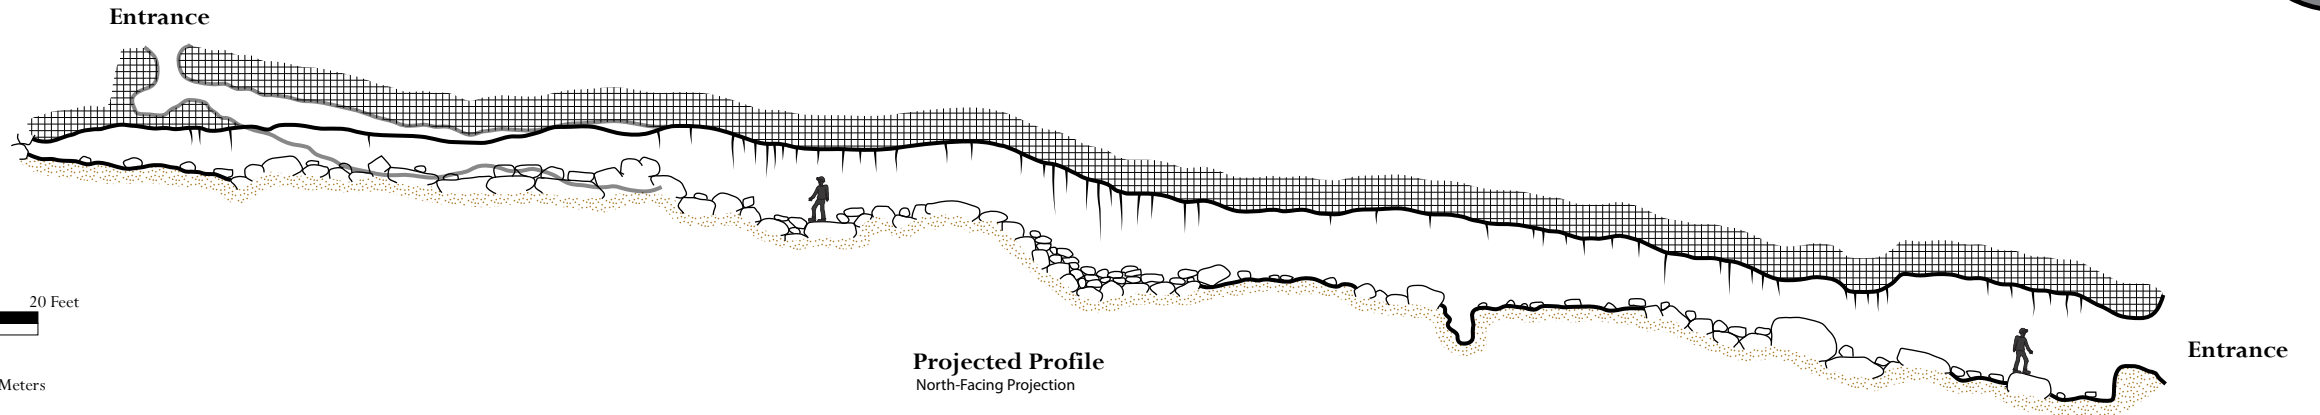 Entrance
20 Feet
Meters
Projected Profile
North-Facing Projection
Entrance